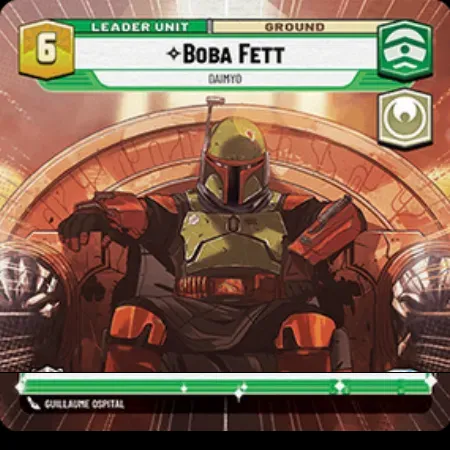 LEADER UNIT
GROUND
6
BOBA FETT
DAIMYO
GUILLAUME OSPITAL